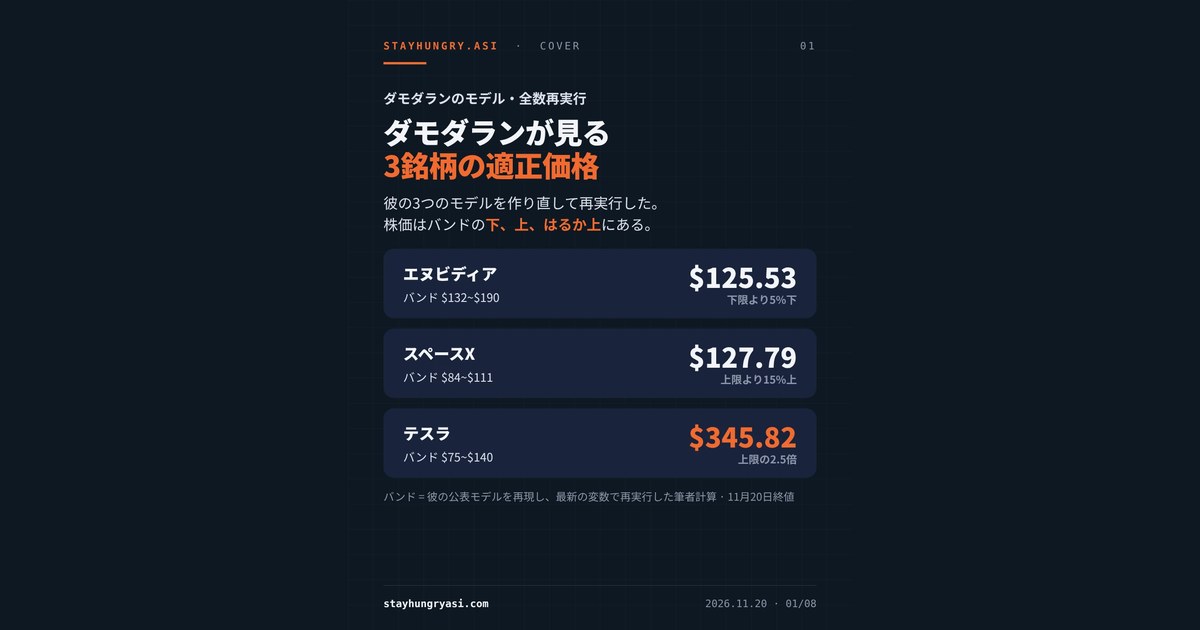 STAYHUNGRY.ASI · COVER 01
ダモダランのモデル・全数再実行
ダモダランが見る
3銘柄の適正価格
彼の3つのモデルを作り直して再実行した。
株価はバンドの下、上、はるか上にある。
エヌビディア
バンド $132~$190
$125.53
下限より5%下
スペースX
バンド $84~$111
$127.79
上限より15%上
テスラ
バンド $75~$140
$345.82
上限の2.5倍
バンド = 彼の公表モデルを再現し、最新の変数で再実行した筆者計算 · 11月20日終値
stayhungryasi.com 2026.11.20 · 01/08